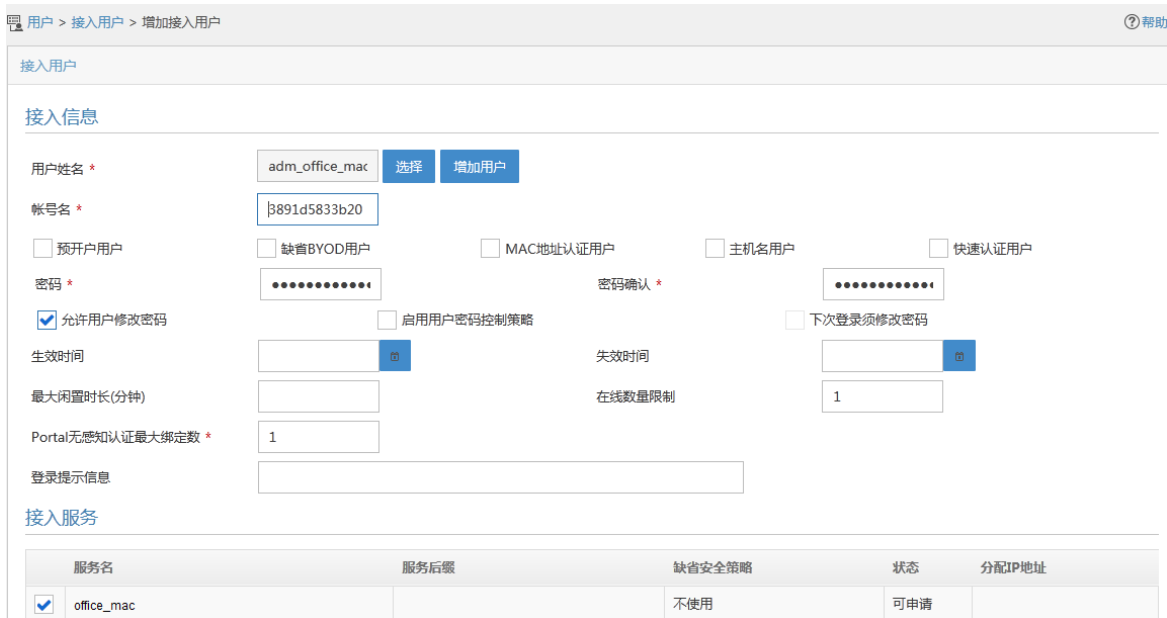 用户 > 接入用户 > 增加接入用户 帮助
接入用户
接入信息
用户姓名 * adm_office_mac 选择 增加用户
帐号名 * 3891d5833b20
预开户用户 缺省BYOD用户 MAC地址认证用户 主机名用户 快速认证用户
密码 * 密码确认 *
允许用户修改密码 启用用户密码控制策略 下次登录须修改密码
生效时间 失效时间
最大闲置时长(分钟) 在线数量限制 1
Portal无感知认证最大绑定数 * 1
登录提示信息
接入服务
服务名 服务后缀 缺省安全策略 状态 分配IP地址
office_mac 不使用 可申请